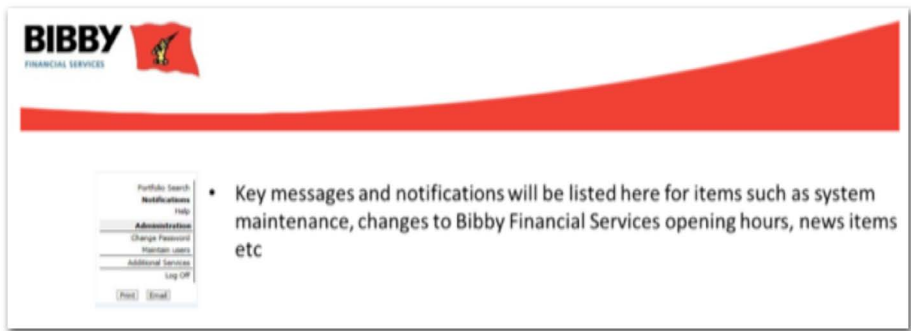 BIBBY
FINANCIAL SERVICES
Portfolio Search
Notifications
Help
Administration
Change Password
Maintain users
Additional Services
Log Off
Print Email
• Key messages and notifications will be listed here for items such as system
maintenance, changes to Bibby Financial Services opening hours, news items
etc